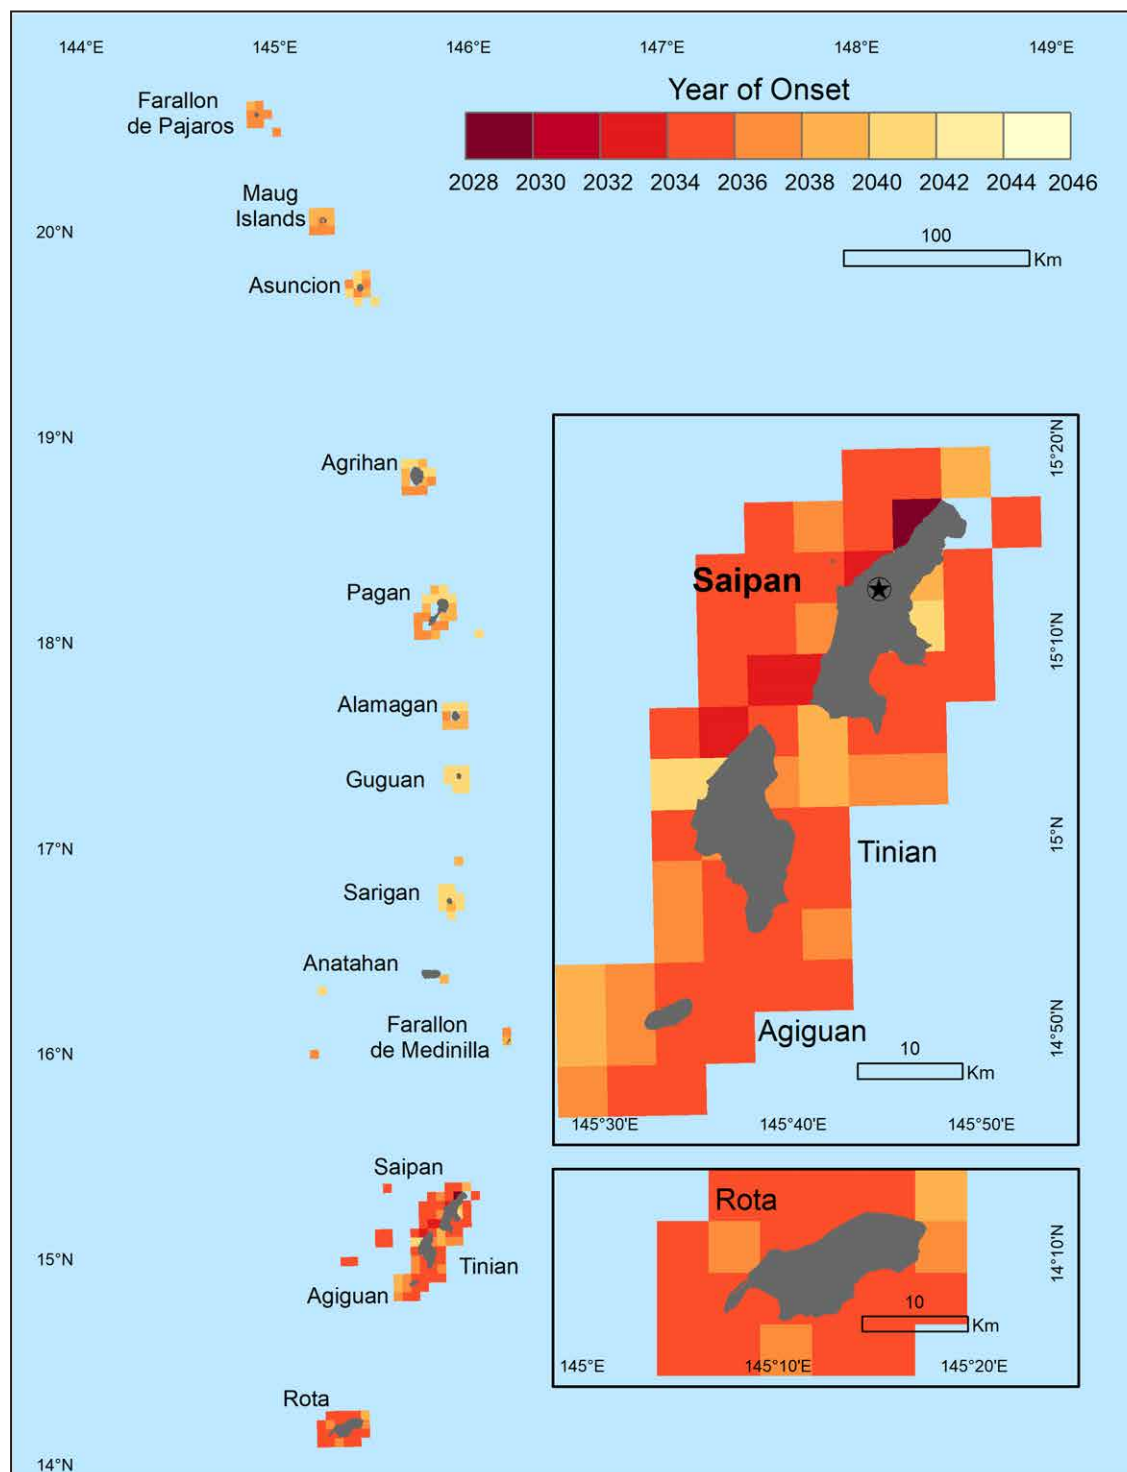 144°E 145°E 146°E 147°E 148°E 149°E
Year of Onset
2028 2030 2032 2034 2036 2038 2040 2042 2044 2046
100
Km
Farallon
de Pajaros
Maug
Islands
20°N
Asuncion
19°N
Agrihan
Pagan
18°N
Alamagan
Guguan
17°N
Sarigan
Anatahan
Farallon
de Medinilla
16°N
Saipan
15°N
Tinian
Agiguan
Rota
14°N
15°20'N
Saipan
15°10'N
15°N
Tinian
14°50'N
Agiguan
10
Km
145°30'E 145°40'E 145°50'E
Rota
14°10'N
10
Km
145°E 145°10'E 145°20'E